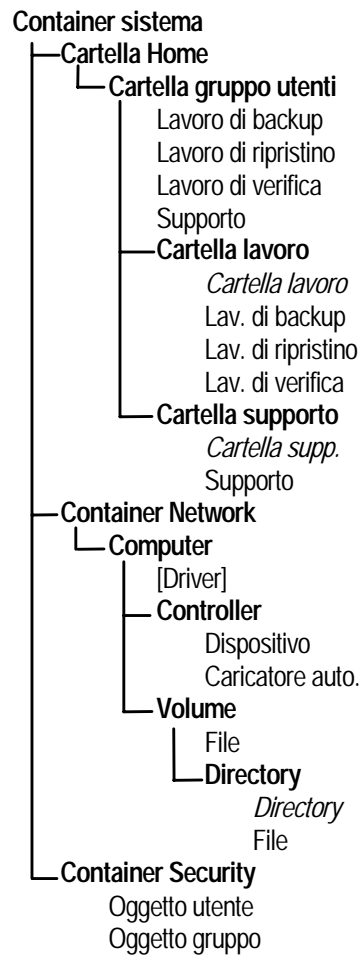 Container sistema
Cartella Home
Cartella gruppo utenti
Lavoro di backup
Lavoro di ripristino
Lavoro di verifica
Supporto
Cartella lavoro
Cartella lavoro
Lav. di backup
Lav. di ripristino
Lav. di verifica
Cartella supporto
Cartella supp.
Supporto
Container Network
Computer
[Driver]
Controller
Dispositivo
Caricatore auto.
Volume
File
Directory
Directory
File
Container Security
Oggetto utente
Oggetto gruppo